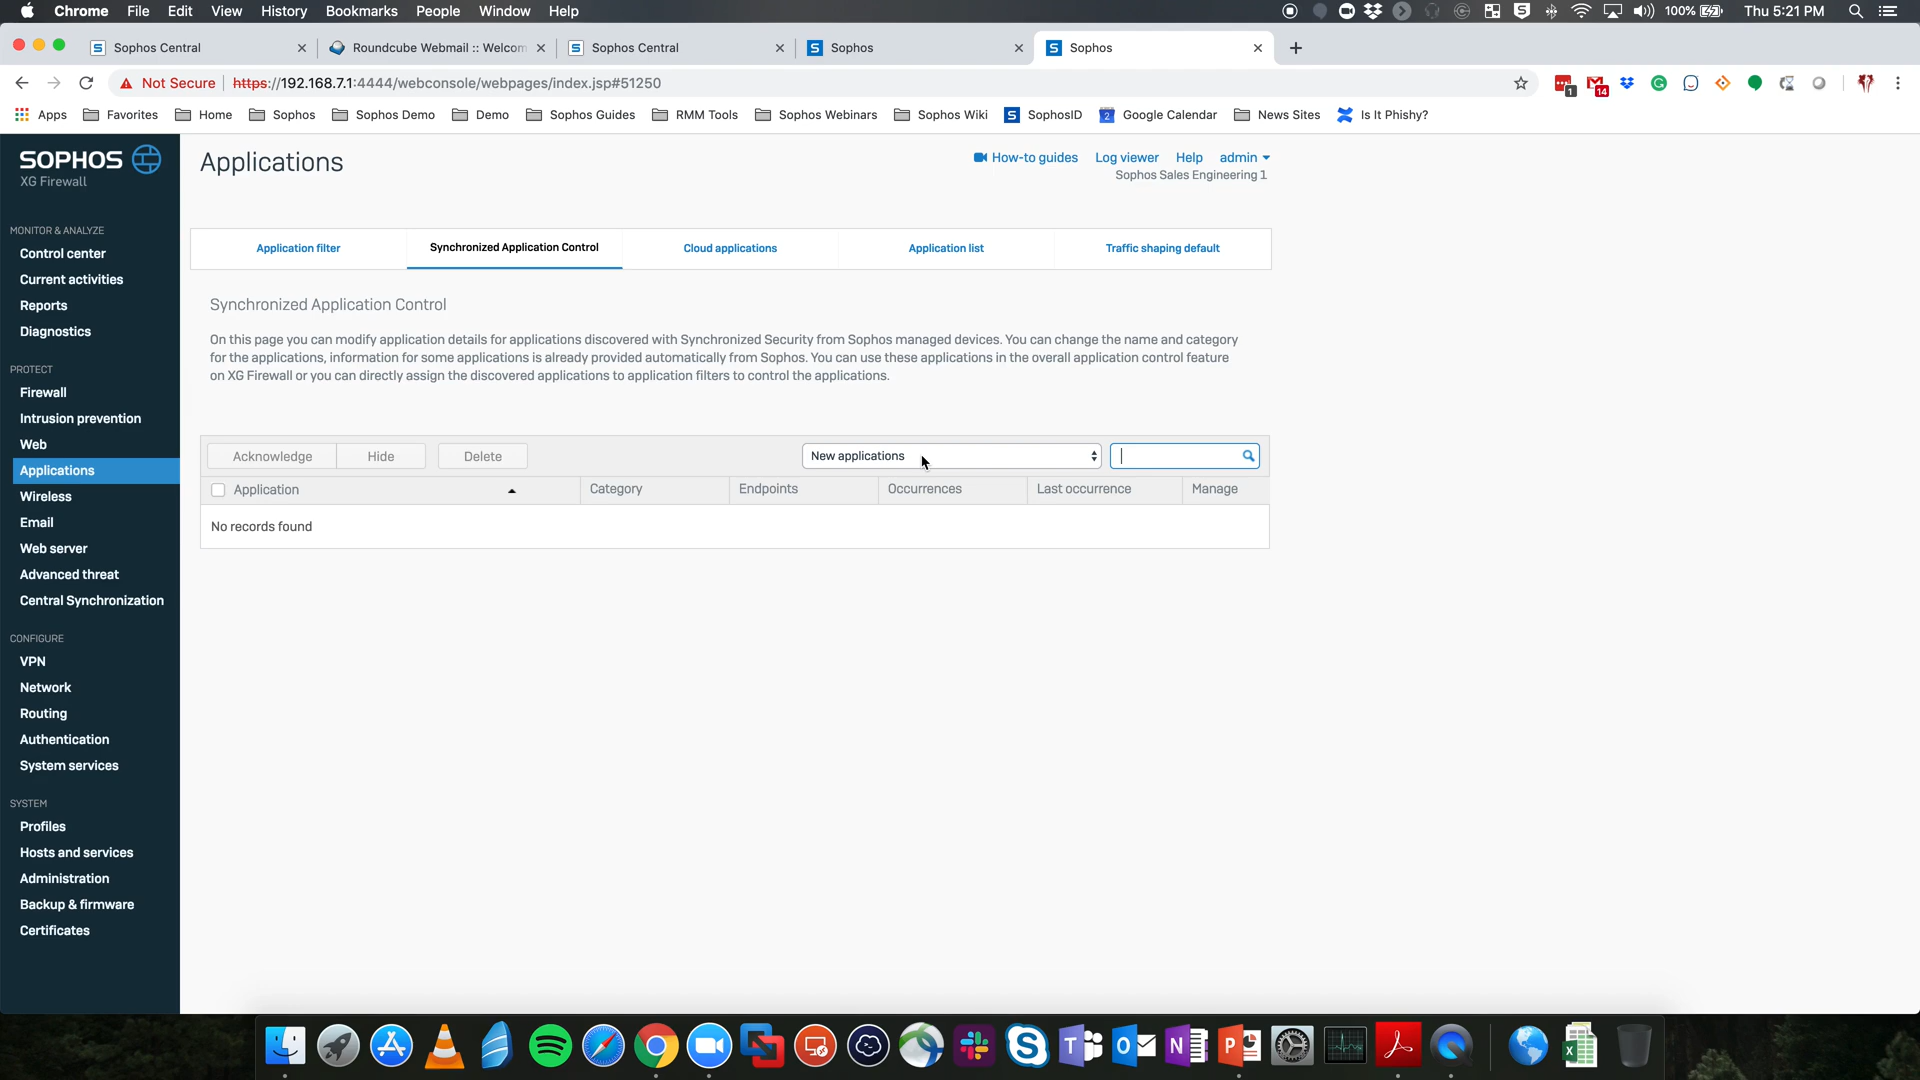 Chrome File Edit View History Bookmarks People Window Help 100% Thu 5:21 PM
Sophos Central Roundcube Webmail :: Welcom Sophos Central Sophos Sophos
Not Secure https://192.168.7.1:4444/webconsole/webpages/index.jsp#51250 1 14
Apps Favorites Home Sophos Sophos Demo Demo Sophos Guides RMM Tools Sophos Webinars Sophos Wiki SophosID Google Calendar News Sites Is It Phishy?
SOPHOS
XG Firewall
MONITOR & ANALYZE
Control center
Current activities
Reports
Diagnostics
PROTECT
Firewall
Intrusion prevention
Web
Applications
Wireless
Email
Web server
Advanced threat
Central Synchronization
CONFIGURE
VPN
Network
Routing
Authentication
System services
SYSTEM
Profiles
Hosts and services
Administration
Backup & firmware
Certificates
Applications
How-to guides Log viewer Help admin
Sophos Sales Engineering 1
Application filter Synchronized Application Control Cloud applications Application list Traffic shaping default
Synchronized Application Control
On this page you can modify application details for applications discovered with Synchronized Security from Sophos managed devices. You can change the name and category
for the applications, information for some applications is already provided automatically from Sophos. You can use these applications in the overall application control feature
on XG Firewall or you can directly assign the discovered applications to application filters to control the applications.
Acknowledge Hide Delete New applications
Application Category Endpoints Occurrences Last occurrence Manage
No records found